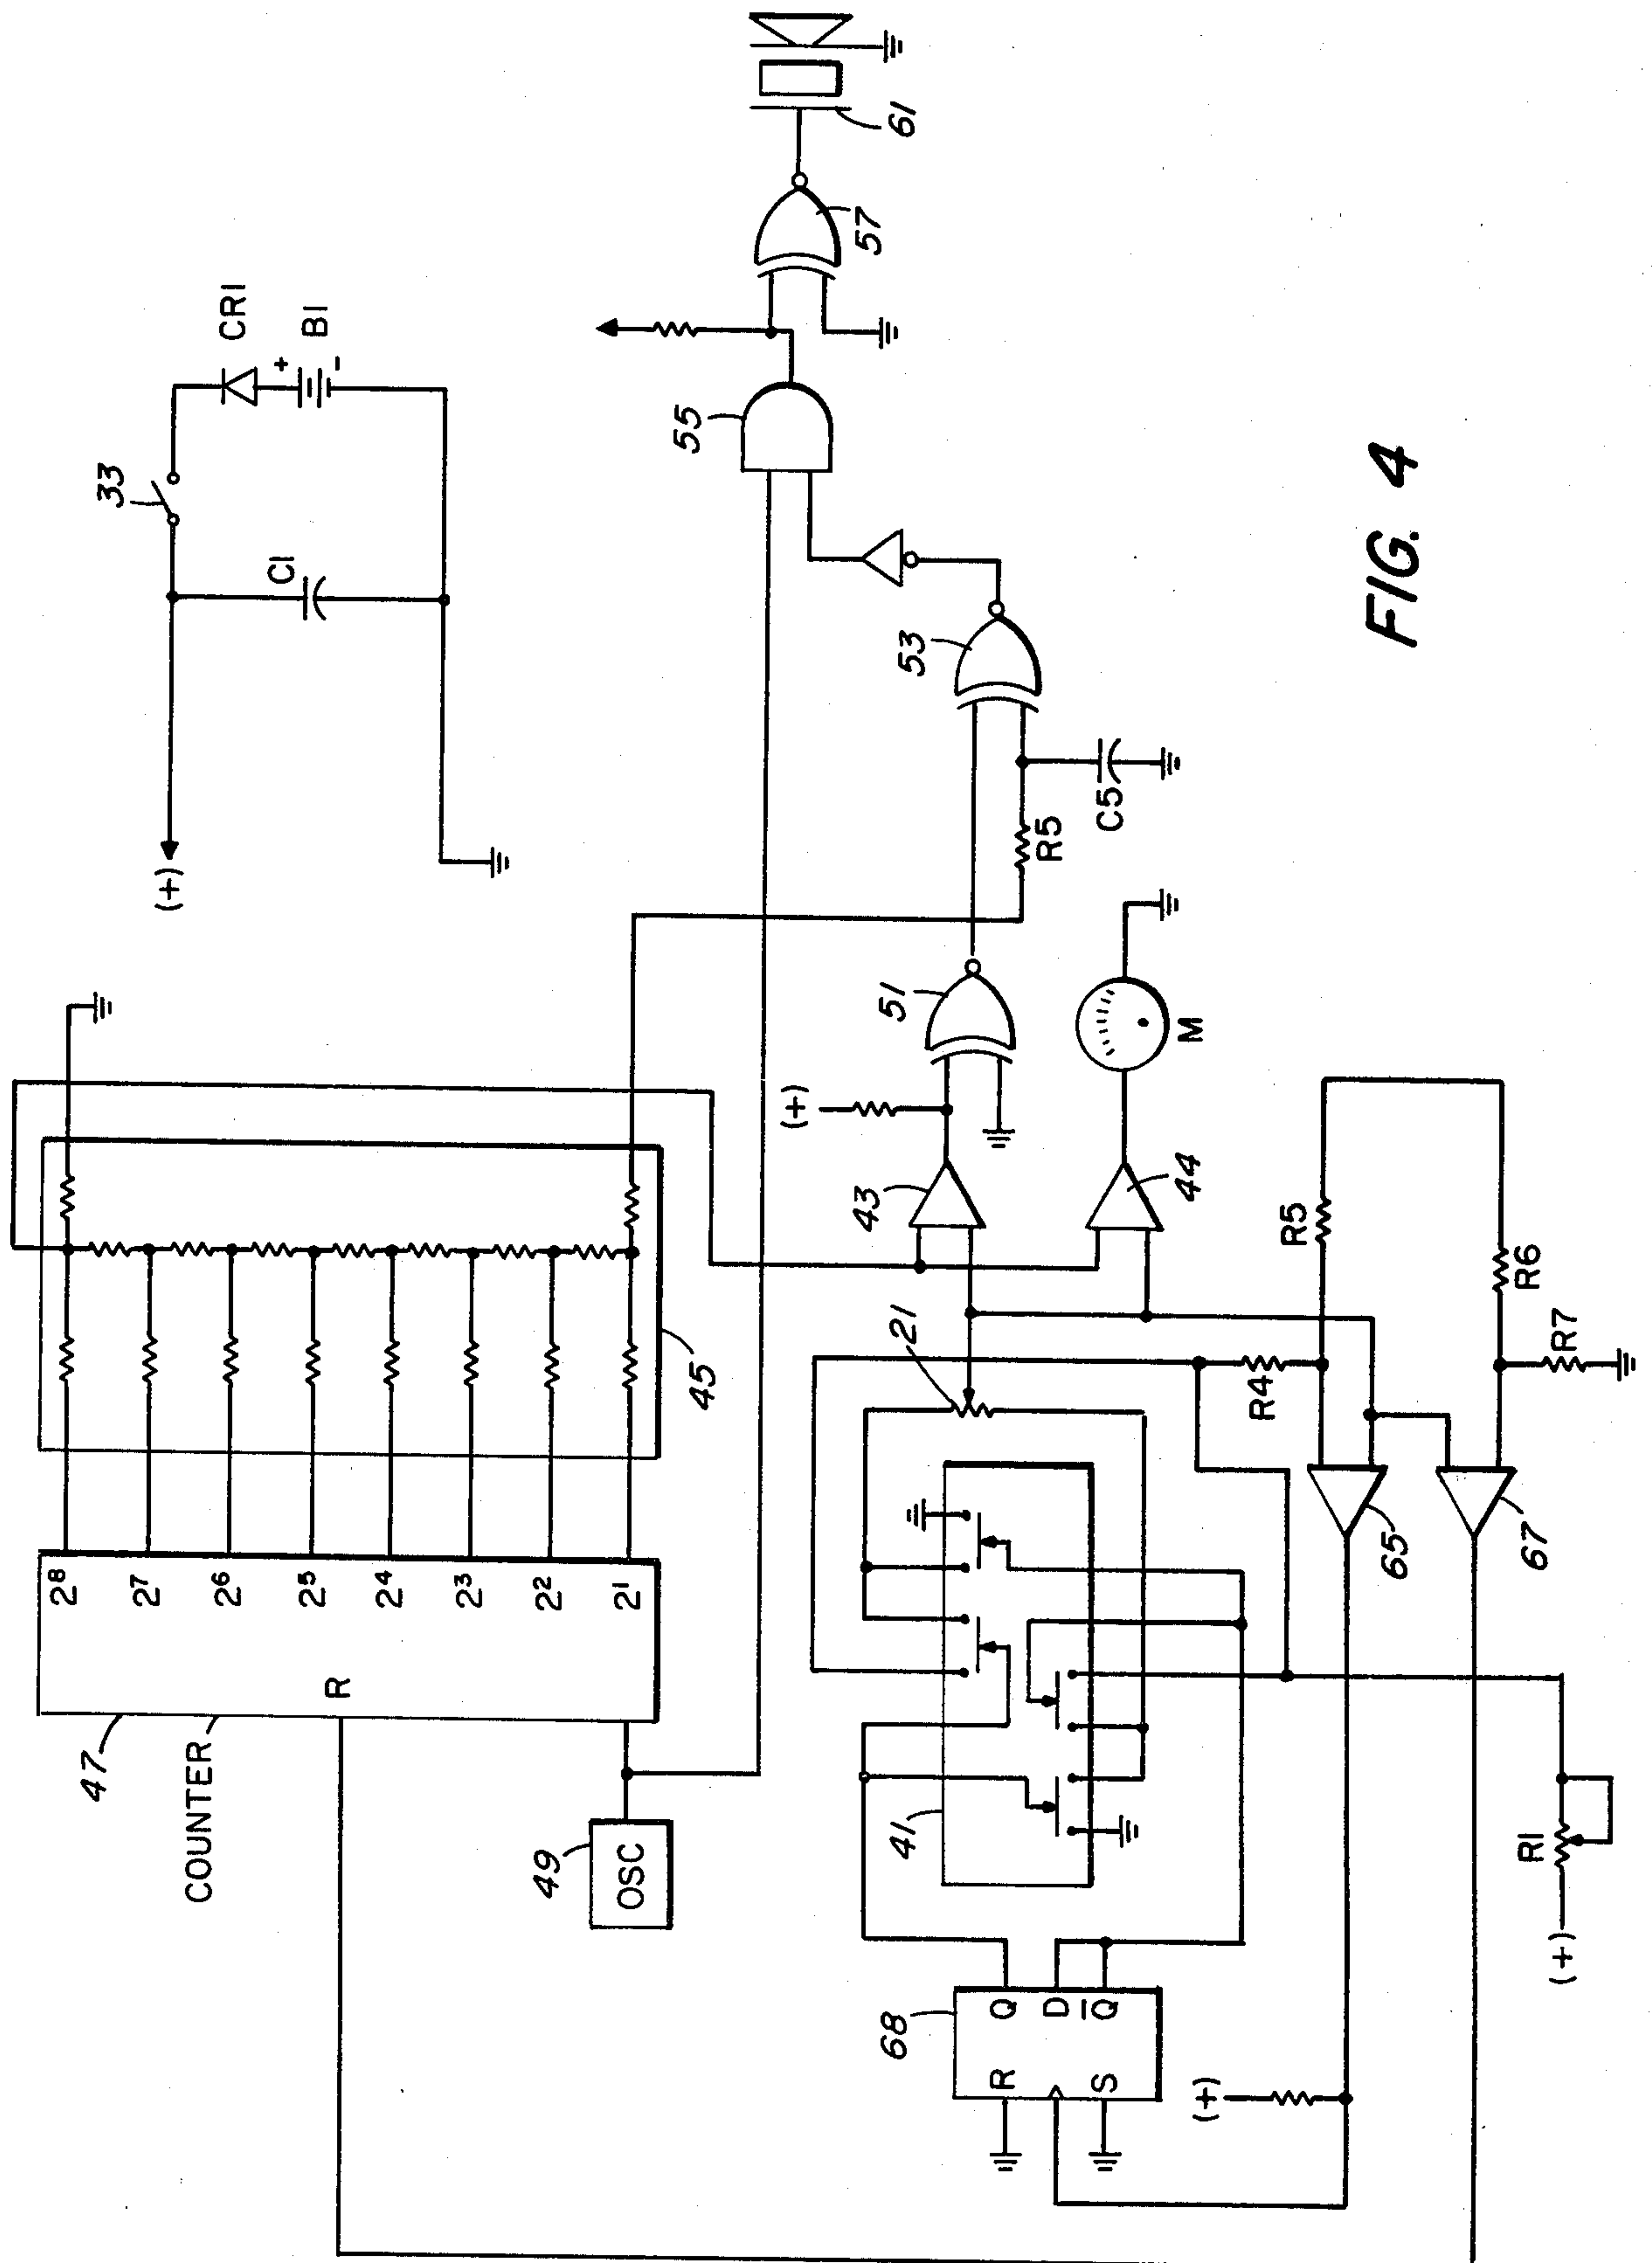 33
CR1
+
B1
-
C1
(+)
61
57
55
53
R5
C5
51
(+)
M
43
44
45
2⁸
2⁷
2⁶
2⁵
2⁴
2³
2²
2¹
R
47
COUNTER
49
OSC
21
R5
R6
R4
R7
41
65
67
68
Q
D
Q̅
R
S
(+)
R1
(+)
FIG. 4